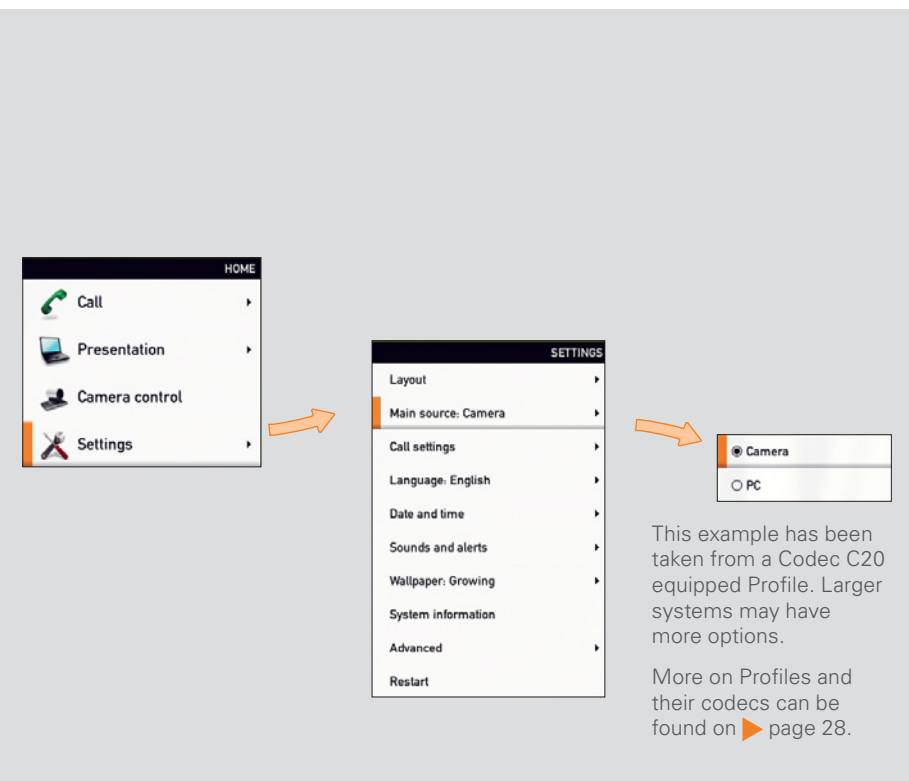 HOME
Call
Presentation
Camera control
Settings
SETTINGS
Layout
Main source: Camera
Call settings
Language: English
Date and time
Sounds and alerts
Wallpaper: Growing
System information
Advanced
Restart
Camera
PC
This example has been
taken from a Codec C20
equipped Profile. Larger
systems may have
more options.
More on Profiles and
their codecs can be
found on page 28.